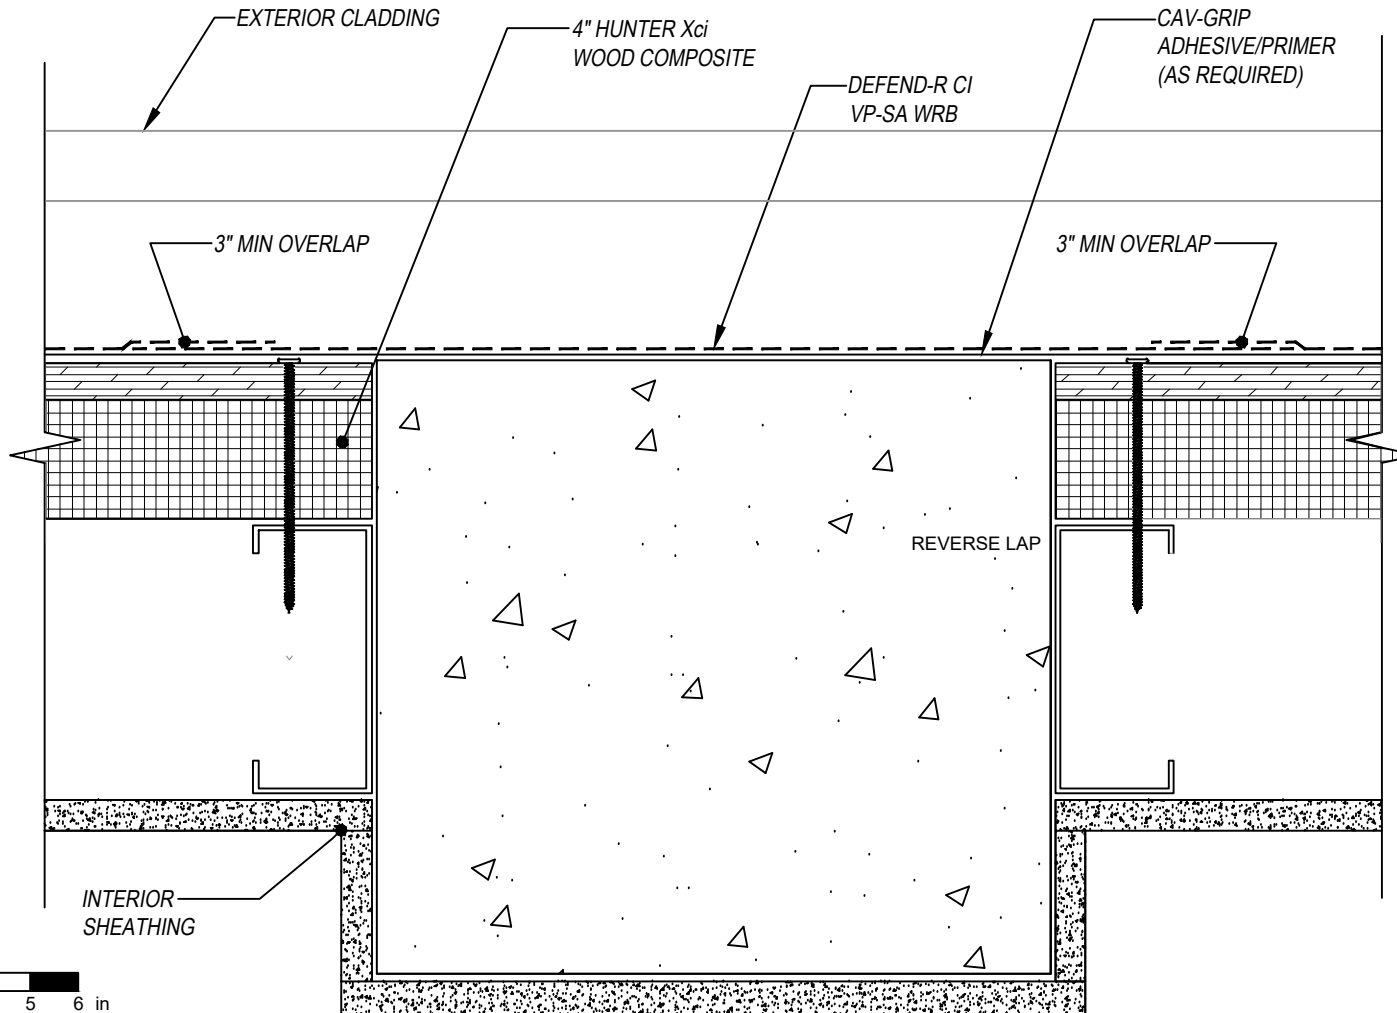 EXTERIOR CLADDING
4" HUNTER Xci
WOOD COMPOSITE
CAV-GRIP
ADHESIVE/PRIMER
(AS REQUIRED)
DEFEND-R CI
VP-SA WRB
3" MIN OVERLAP
3" MIN OVERLAP
REVERSE LAP
INTERIOR
SHEATHING
5 6 in